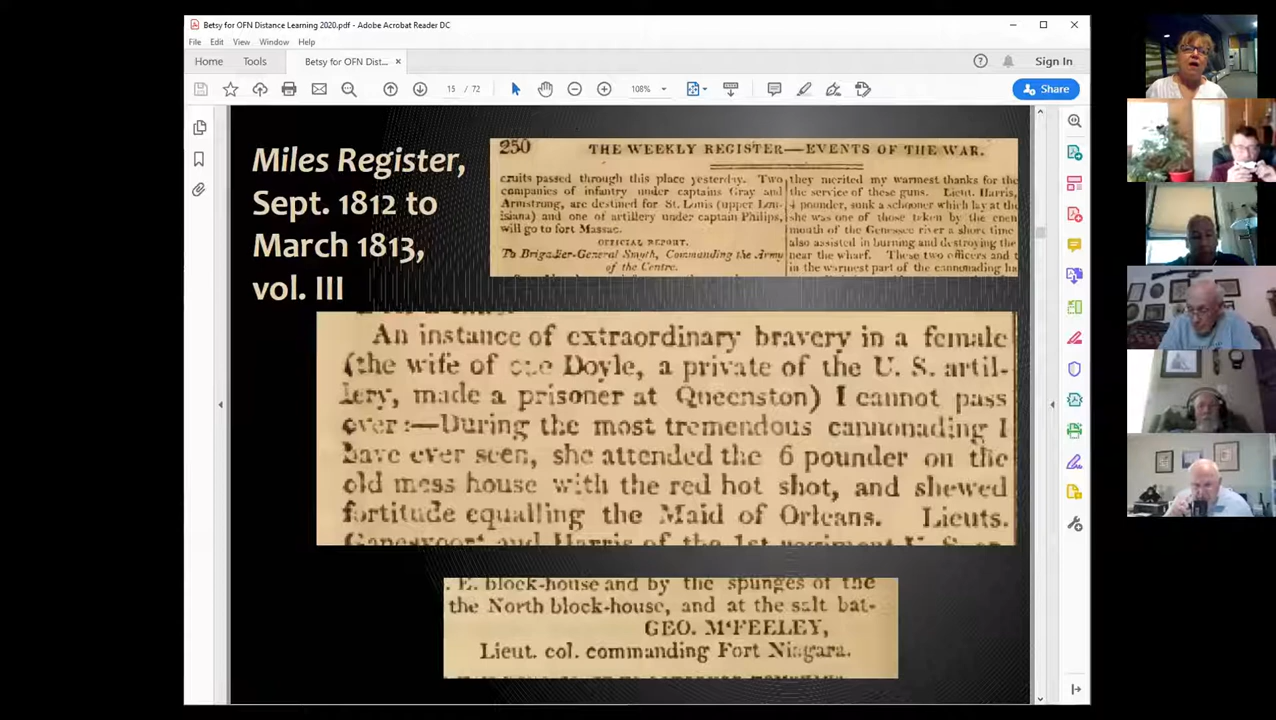 Betsy for OFN Distance Learning 2020.pdf - Adobe Acrobat Reader DC
File Edit View Window Help
Home Tools Betsy for OFN Dist... × Sign In
15 / 72 108% Share
Miles Register,
Sept. 1812 to
March 1813,
vol. III
250 THE WEEKLY REGISTER—EVENTS OF THE WAR.
cruits passed through this place yesterday. Two
companies of infantry under captains Gray and
Armstrong, are destined for St. Louis (upper Lou-
isiana) and one of artillery under captain Philips,
will go to fort Massac.
OFFICIAL REPORT.
To Brigadier-General Smyth, Commanding the Army
of the Centre.
they merited my warmest thanks for the
the service of these guns. Lieut. Harris,
4 pounder, sunk a schooner which lay at the
she was one of those taken by the enem
mouth of the Genessee river a short time
also assisted in burning and destroying the
near the wharf. These two officers and t
in the warmest part of the cannonading ha
An instance of extraordinary bravery in a female
(the wife of one Doyle, a private of the U. S. artil-
lery, made a prisoner at Queenston) I cannot pass
over:—During the most tremendous cannonading I
have ever seen, she attended the 6 pounder on the
old mess house with the red hot shot, and shewed
fortitude equalling the Maid of Orleans. Lieuts.
and Harris of the 1st regiment U. S.
. E. block-house and by the spunges of the
the North block-house, and at the salt bat-
GEO. M'FEELEY,
Lieut. col. commanding Fort Niagara.